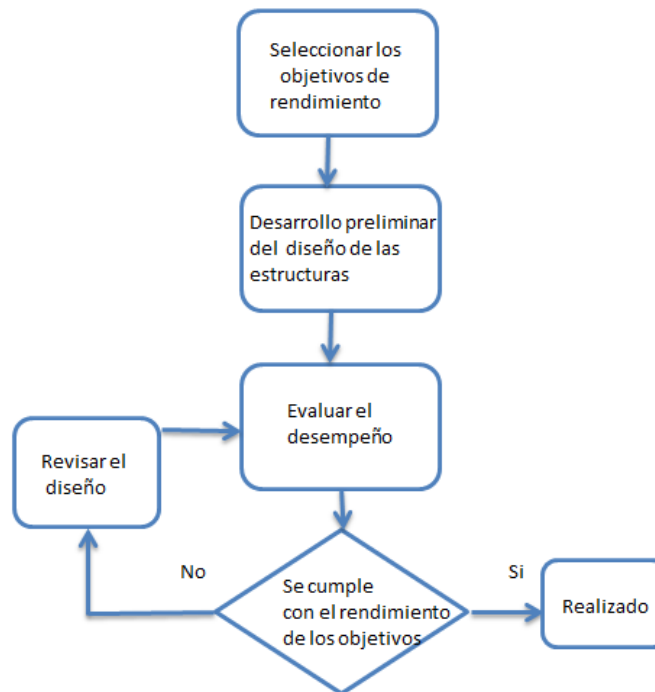 Seleccionar los
objetivos de
rendimiento
Desarrollo preliminar
del diseño de las
estructuras
Evaluar el
desempeño
Revisar el
diseño
No
Si
Se cumple
con el rendimiento
de los objetivos
Realizado